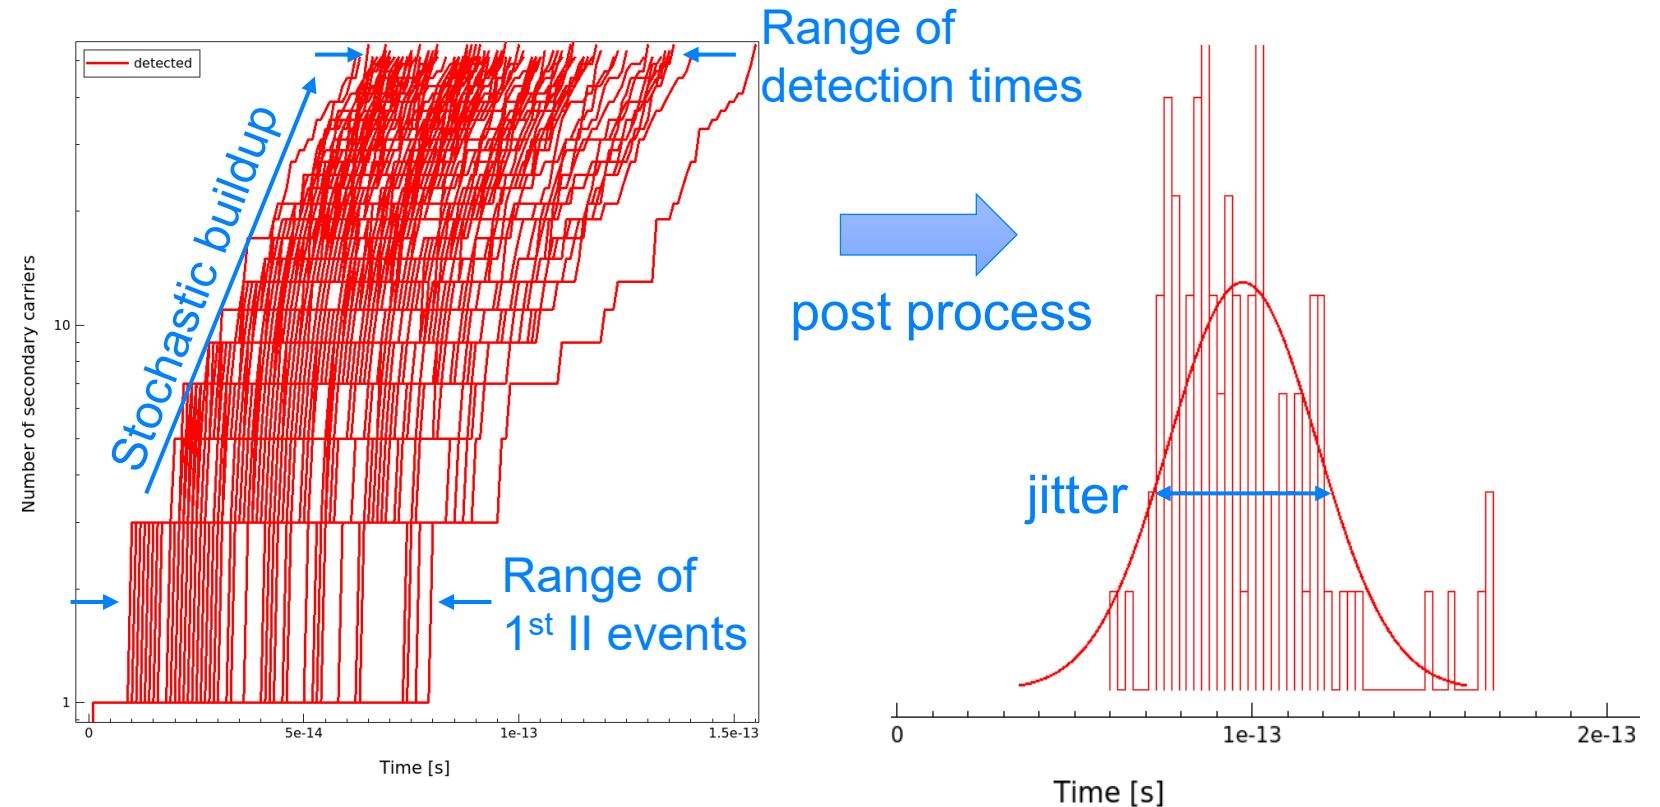 detected
Stochastic buildup
Range of
detection times
Range of
1st II events
Number of secondary carriers
10
1
0
5e-14
1e-13
1.5e-13
Time [s]
post process
jitter
0
1e-13
2e-13
Time [s]